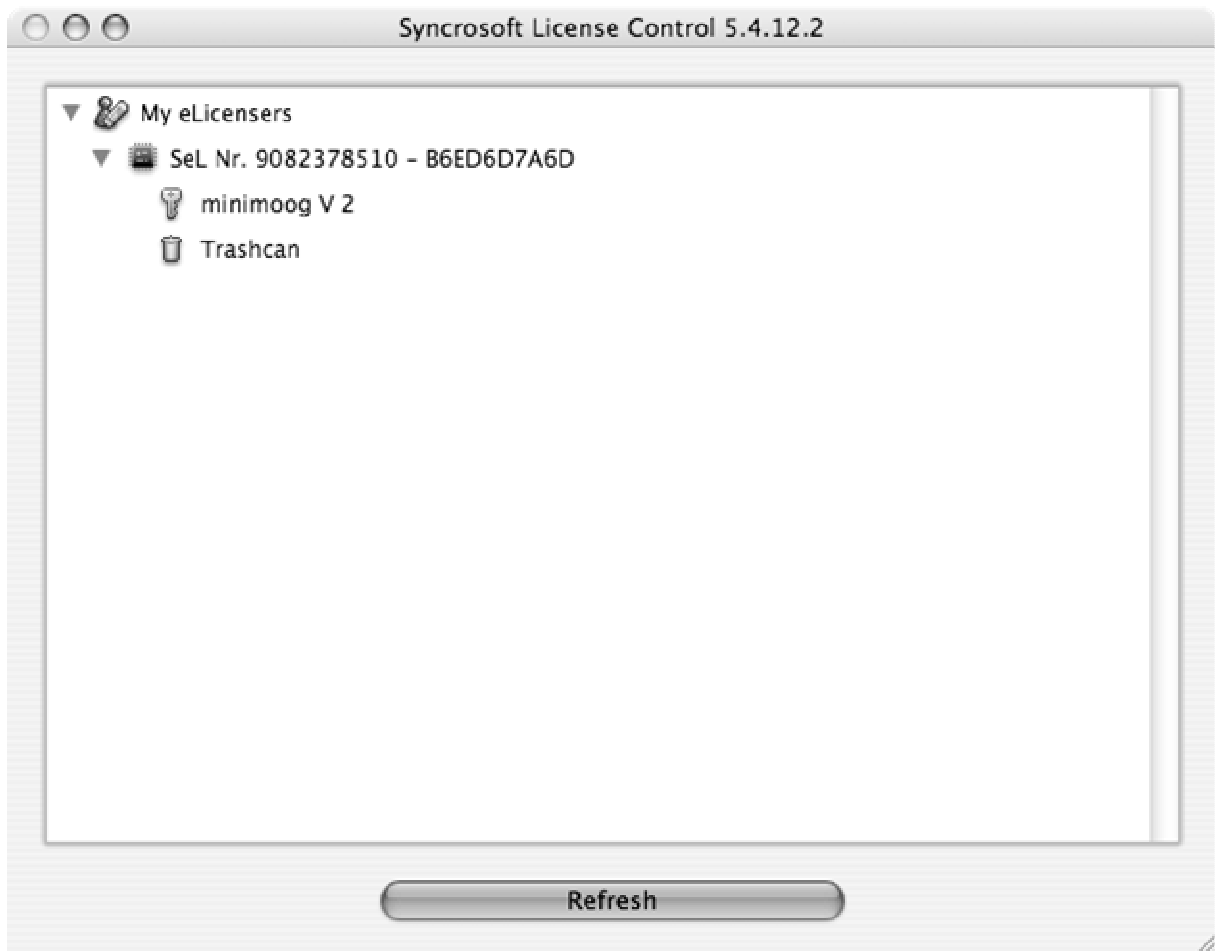 Syncrosoft License Control 5.4.12.2
My eLicensers
SeL Nr. 9082378510 - B6ED6D7A6D
minimoog V 2
Trashcan
Refresh